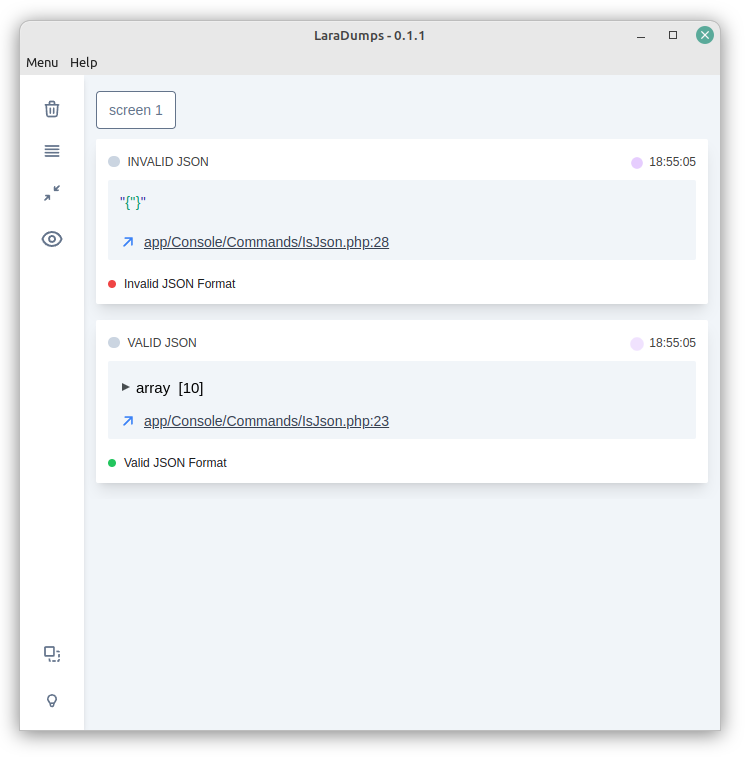 LaraDumps - 0.1.1
Menu Help
screen 1
INVALID JSON 18:55:05
"{"}"
app/Console/Commands/IsJson.php:28
Invalid JSON Format
VALID JSON 18:55:05
array [10]
app/Console/Commands/IsJson.php:23
Valid JSON Format